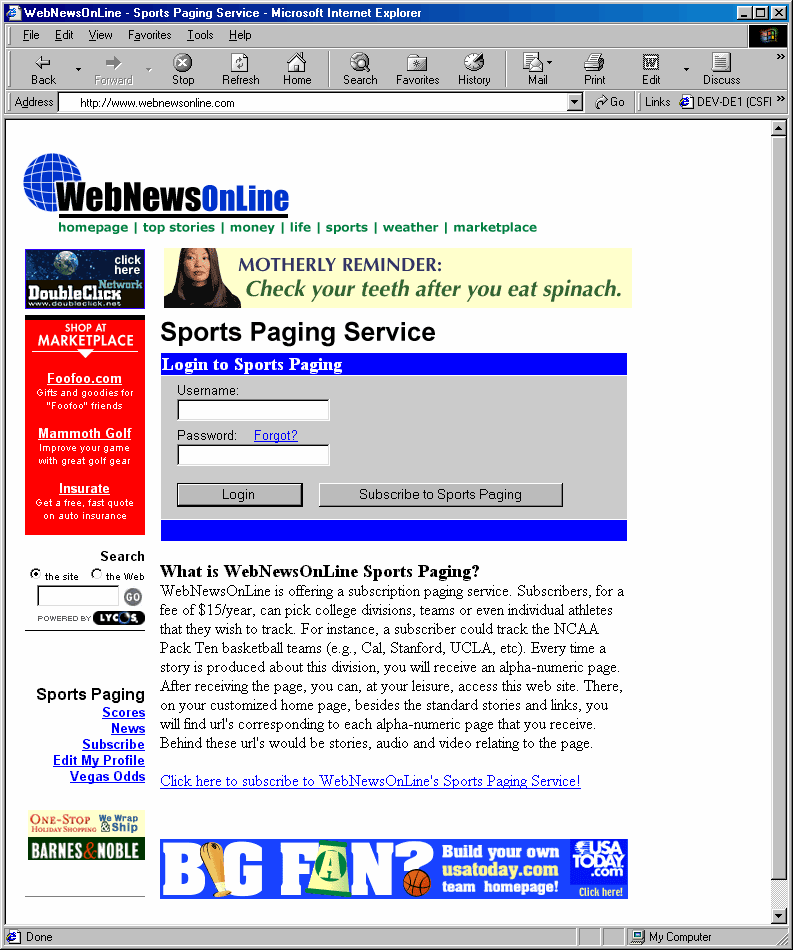 WebNewsOnLine - Sports Paging Service - Microsoft Internet Explorer
File Edit View Favorites Tools Help
Back Forward Stop Refresh Home Search Favorites History Mail Print Edit Discuss
Address http://www.webnewsonline.com Go Links DEV-DE1 (CSFI
WebNewsOnLine
homepage | top stories | money | life | sports | weather | marketplace
click here
Network
DoubleClick
www.doubleclick.net
MOTHERLY REMINDER:
Check your teeth after you eat spinach.
SHOP AT
MARKETPLACE
Foofoo.com
Gifts and goodies for
"Foofoo" friends
Mammoth Golf
Improve your game
with great golf gear
Insurate
Get a free, fast quote
on auto insurance
Search
the site the Web
GO
POWERED BY LYCOS
Sports Paging
Scores
News
Subscribe
Edit My Profile
Vegas Odds
ONE-STOP
HOLIDAY SHOPPING
We Wrap
& Ship
BARNES & NOBLE
Sports Paging Service
Login to Sports Paging
Username:
Password: Forgot?
Login Subscribe to Sports Paging
What is WebNewsOnLine Sports Paging?
WebNewsOnLine is offering a subscription paging service. Subscribers, for a
fee of $15/year, can pick college divisions, teams or even individual athletes
that they wish to track. For instance, a subscriber could track the NCAA
Pack Ten basketball teams (e.g., Cal, Stanford, UCLA, etc). Every time a
story is produced about this division, you will receive an alpha-numeric page.
After receiving the page, you can, at your leisure, access this web site. There,
on your customized home page, besides the standard stories and links, you
will find url's corresponding to each alpha-numeric page that you receive.
Behind these url's would be stories, audio and video relating to the page.
Click here to subscribe to WebNewsOnLine's Sports Paging Service!
BIG FAN?
Build your own
usatoday.com
team homepage!
USA
TODAY
.com
Click here!
Done My Computer